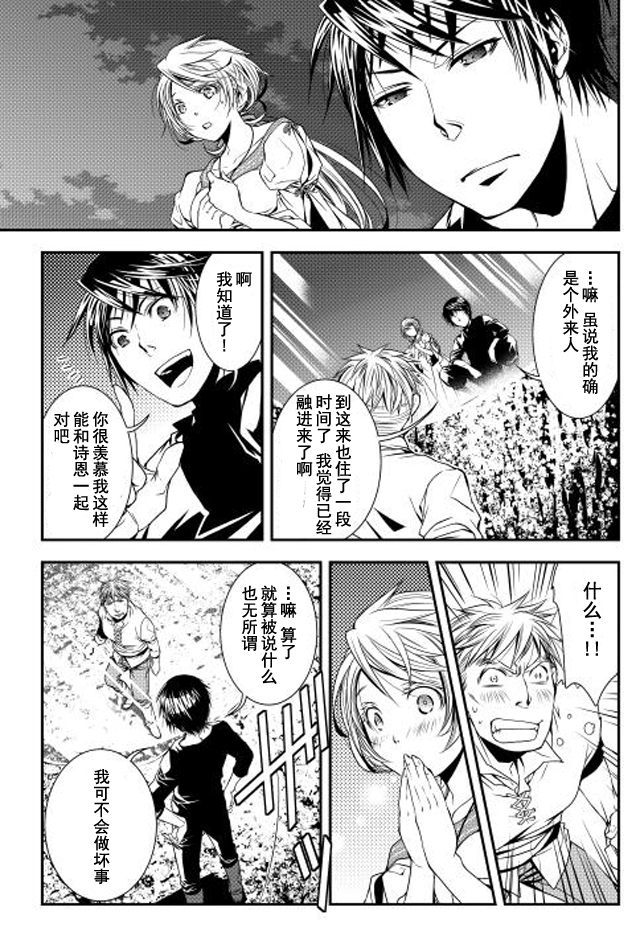 …嘛 虽说我的确
是个外来人
到这来也住了一段
时间了 我觉得已经
融进来了啊
啊
我知道了!
你很羡慕我这样
能和诗恩一起
对吧
什么…!!
…嘛 算了
就算被说什么
也无所谓
我可不会做坏事